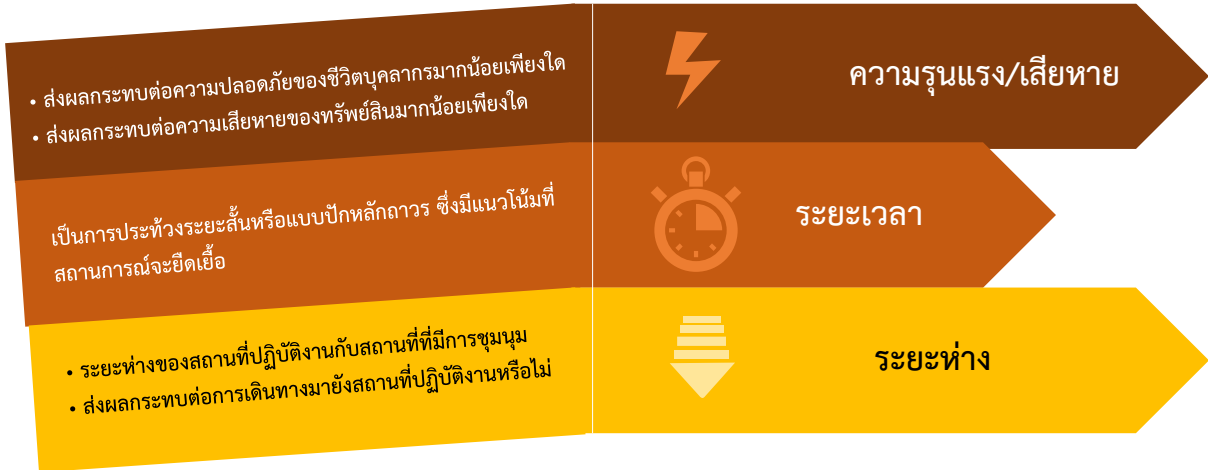 • ส่งผลกระทบต่อความปลอดภัยของชีวิตบุคลากรมากน้อยเพียงใด
• ส่งผลกระทบต่อความเสียหายของทรัพย์สินมากน้อยเพียงใด
ความรุนแรง/เสียหาย
เป็นการประท้วงระยะสั้นหรือแบบปักหลักถาวร ซึ่งมีแนวโน้มที่
สถานการณ์จะยืดเยื้อ
ระยะเวลา
• ระยะห่างของสถานที่ปฏิบัติงานกับสถานที่ที่มีการชุมนุม
• ส่งผลกระทบต่อการเดินทางมายังสถานที่ปฏิบัติงานหรือไม่
ระยะห่าง